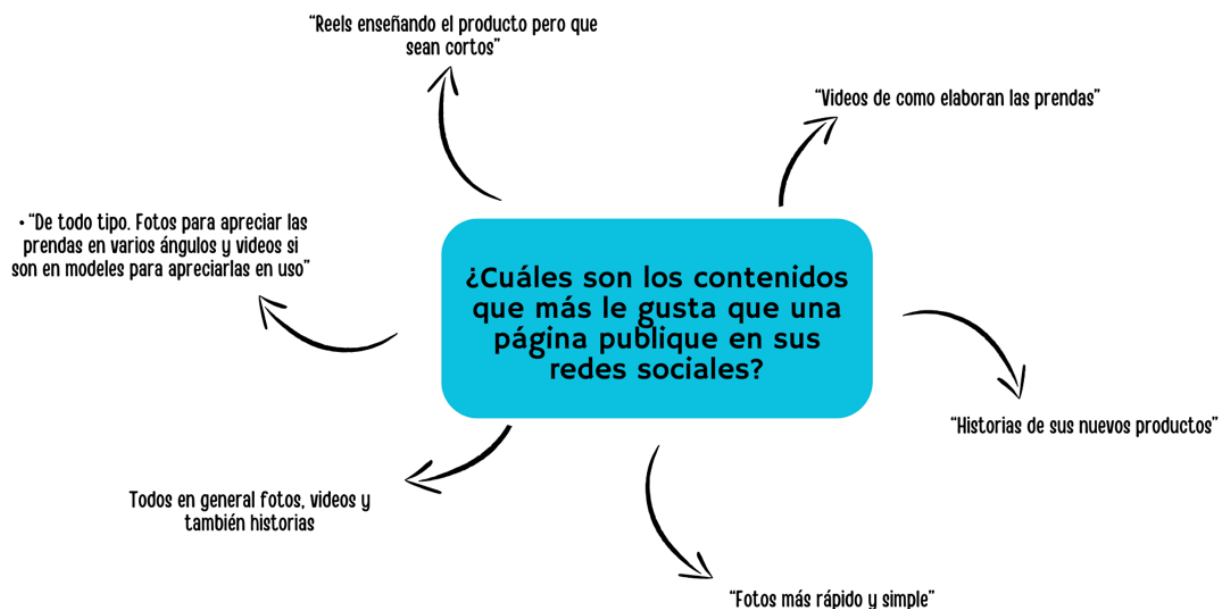 “Reels enseñando el producto pero que
sean cortos”
“Videos de como elaboran las prendas”
• “De todo tipo. Fotos para apreciar las
prendas en varios ángulos y videos si
son en modeles para apreciarlas en uso”
¿Cuáles son los contenidos
que más le gusta que una
página publique en sus
redes sociales?
“Historias de sus nuevos productos”
Todos en general fotos, videos y
también historias
“Fotos más rápido y simple”